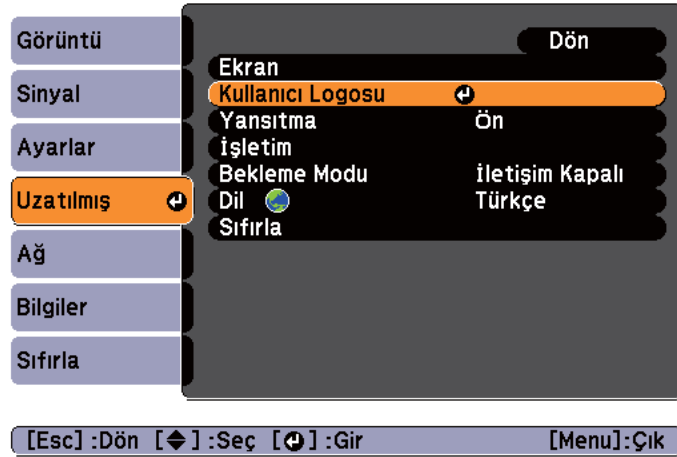 Görüntü
Sinyal
Ayarlar
Uzatılmış
Ağ
Bilgiler
Sıfırla
Dön
Ekran
Kullanıcı Logosu
Yansıtma Ön
İşletim
Bekleme Modu İletişim Kapalı
Dil Türkçe
Sıfırla
[Esc] :Dön [◆] :Seç [↵] :Gir [Menu]:Çık